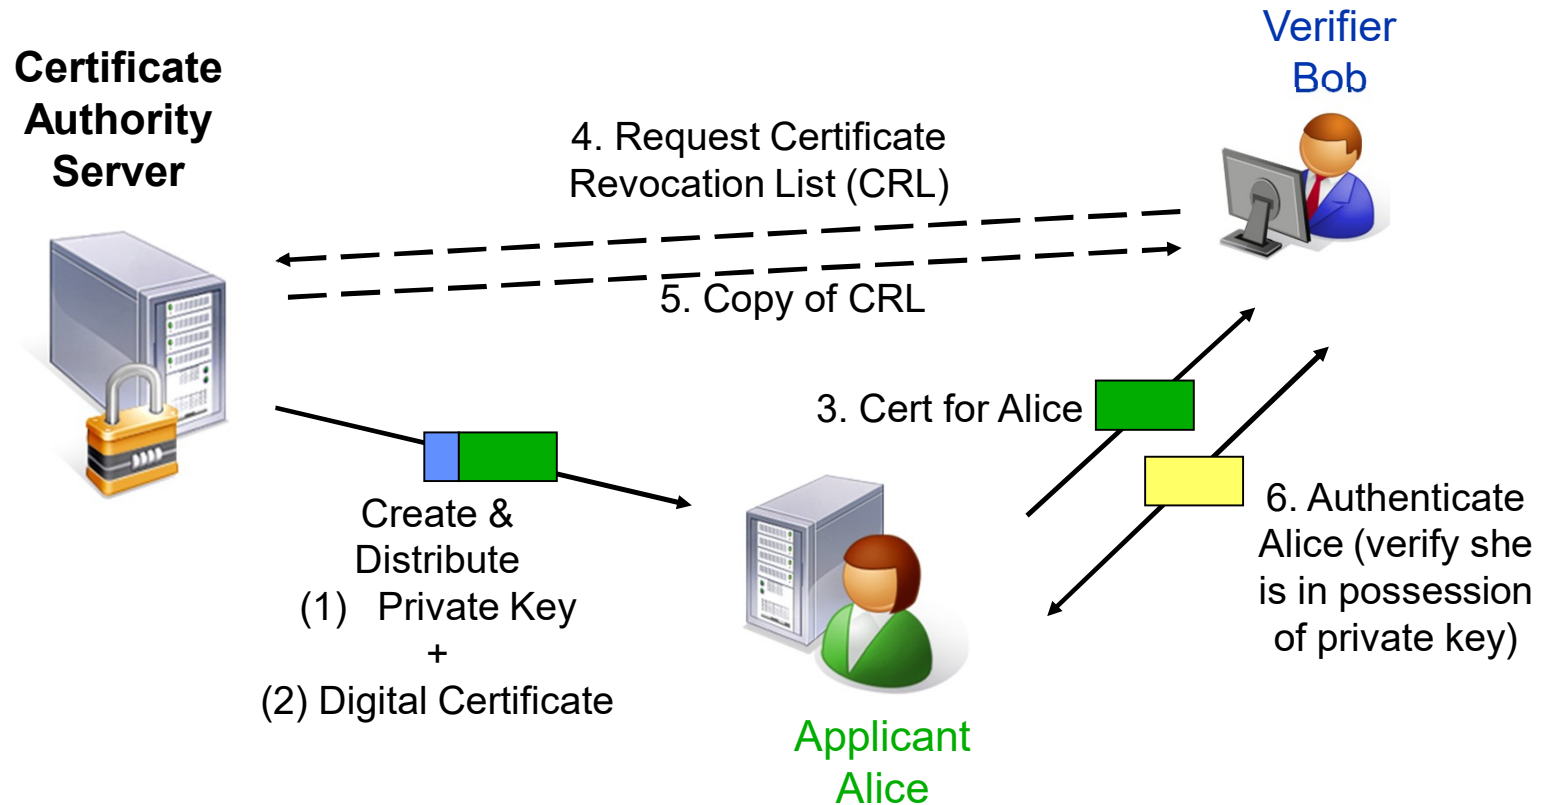 Certificate
Authority
Server
Verifier
Bob
4. Request Certificate
Revocation List (CRL)
5. Copy of CRL
3. Cert for Alice
Create &
Distribute
(1) Private Key
+
(2) Digital Certificate
6. Authenticate
Alice (verify she
is in possession
of private key)
Applicant
Alice